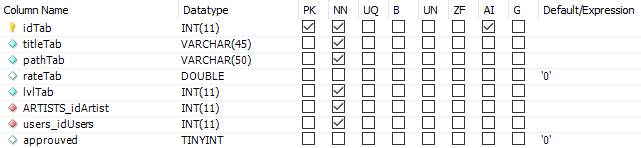 Column Name Datatype PK NN UQ B UN ZF AI G Default/Expression
idTab INT(11)
titleTab VARCHAR(45)
pathTab VARCHAR(50)
rateTab DOUBLE '0'
lvlTab INT(11)
ARTISTS_idArtist INT(11)
users_idUsers INT(11)
approuved TINYINT '0'